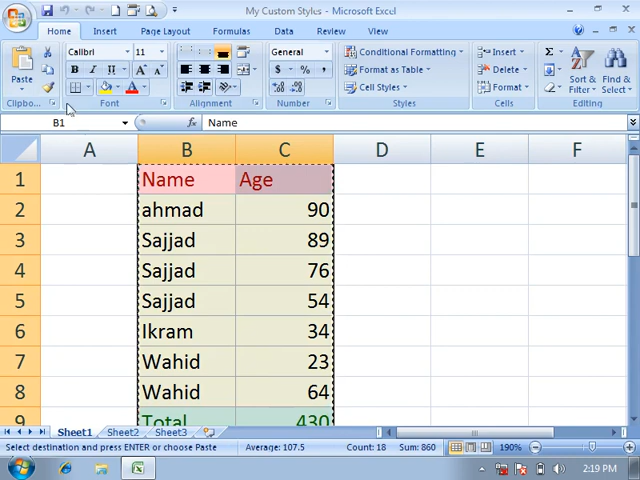 My Custom Styles - Microsoft Excel
Home Insert Page Layout Formulas Data Review View
Calibri 11 General Conditional Formatting Insert
B I U A A $ % , Format as Table Delete
Paste A Cell Styles Format Sort & Filter Find & Select
Clipbo... Font Alignment Number Styles Cells Editing
B1 fx Name
A B C D E F
1 Name Age
2 ahmad 90
3 Sajjad 89
4 Sajjad 76
5 Sajjad 54
6 Ikram 34
7 Wahid 23
8 Wahid 64
9 Total 430
Sheet1 Sheet2 Sheet3
Select destination and press ENTER or choose Paste Average: 107.5 Count: 18 Sum: 860 190%
2:19 PM